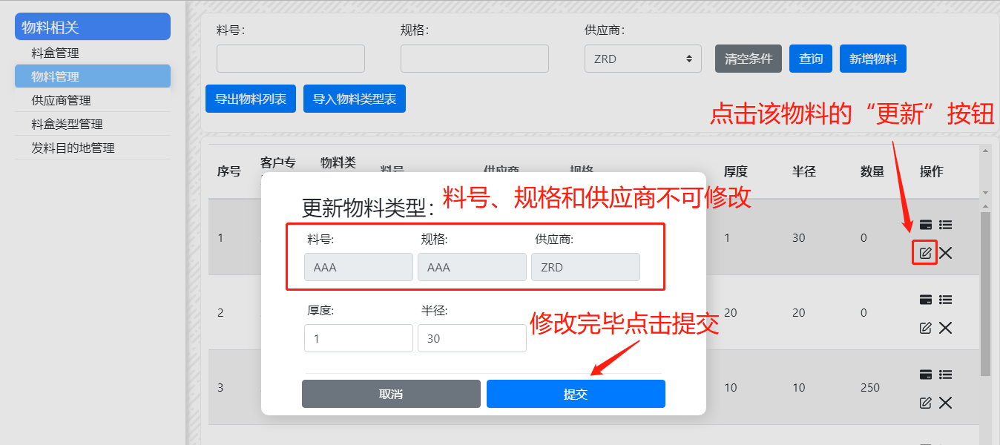 物料相关
料盒管理
物料管理
供应商管理
料盒类型管理
发料目的地管理
料号:
规格:
供应商:
ZRD
清空条件
查询
新增物料
导出物料列表
导入物料类型表
点击该物料的“更新”按钮
序号
客户专
物料类
料号
供应商
规格
厚度
半径
数量
操作
1
1
30
0
2
20
20
0
3
10
10
250
更新物料类型:
料号、规格和供应商不可修改
料号:
规格:
供应商:
AAA
AAA
ZRD
厚度:
半径:
1
30
修改完毕点击提交
取消
提交